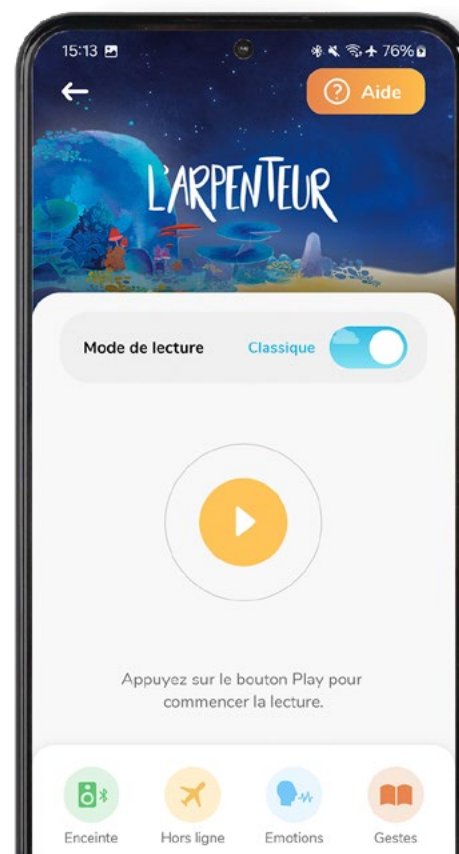 15:13
76%
Aide
L'ARPENTEUR
Mode de lecture Classique
Appuyez sur le bouton Play pour
commencer la lecture.
Enceinte Hors ligne Emotions Gestes